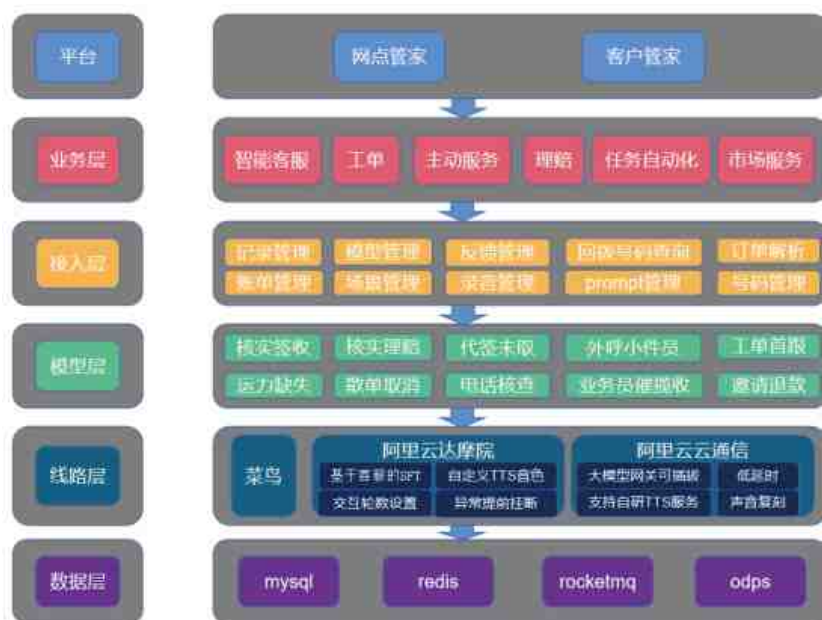 平台
网点管家 客户管家
业务层
智能客服 工单 主动服务 理赔 任务自动化 市场服务
接入层
记录管理 模型管理 反馈管理 回拨号码查询 订单解析
账单管理 场景管理 录音管理 prompt管理 号码管理
模型层
核实签收 核实理赔 代签未取 外呼小件员 工单首跟
运力缺失 散单取消 电话核查 业务员催揽收 邀请退款
线路层
菜鸟
阿里云达摩院
基于喜哥的SFT 自定义TTS音色
交互轮数设置 异常提前挂断
阿里云云通信
大模型网关可插拔 低延时
支持自研TTS服务 声音复刻
数据层
mysql redis rocketmq odps